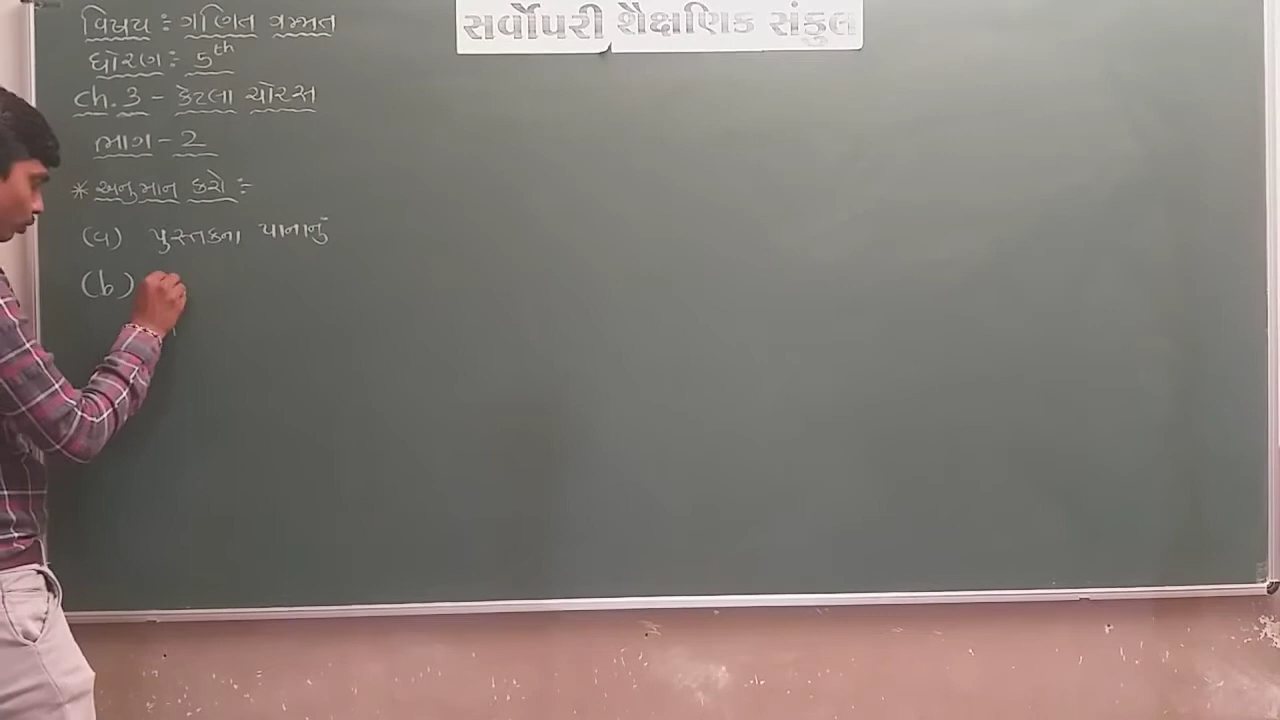 સર્વોપરી શૈક્ષણિક સંકુલ
વિષય : ગણિત ગમ્મત
ધોરણ : 5th
ch. 3 - કેટલા ચોરસ
ભાગ - 2
* અનુમાન કરો :-
(a) પુસ્તકના પાનાનું
(b)